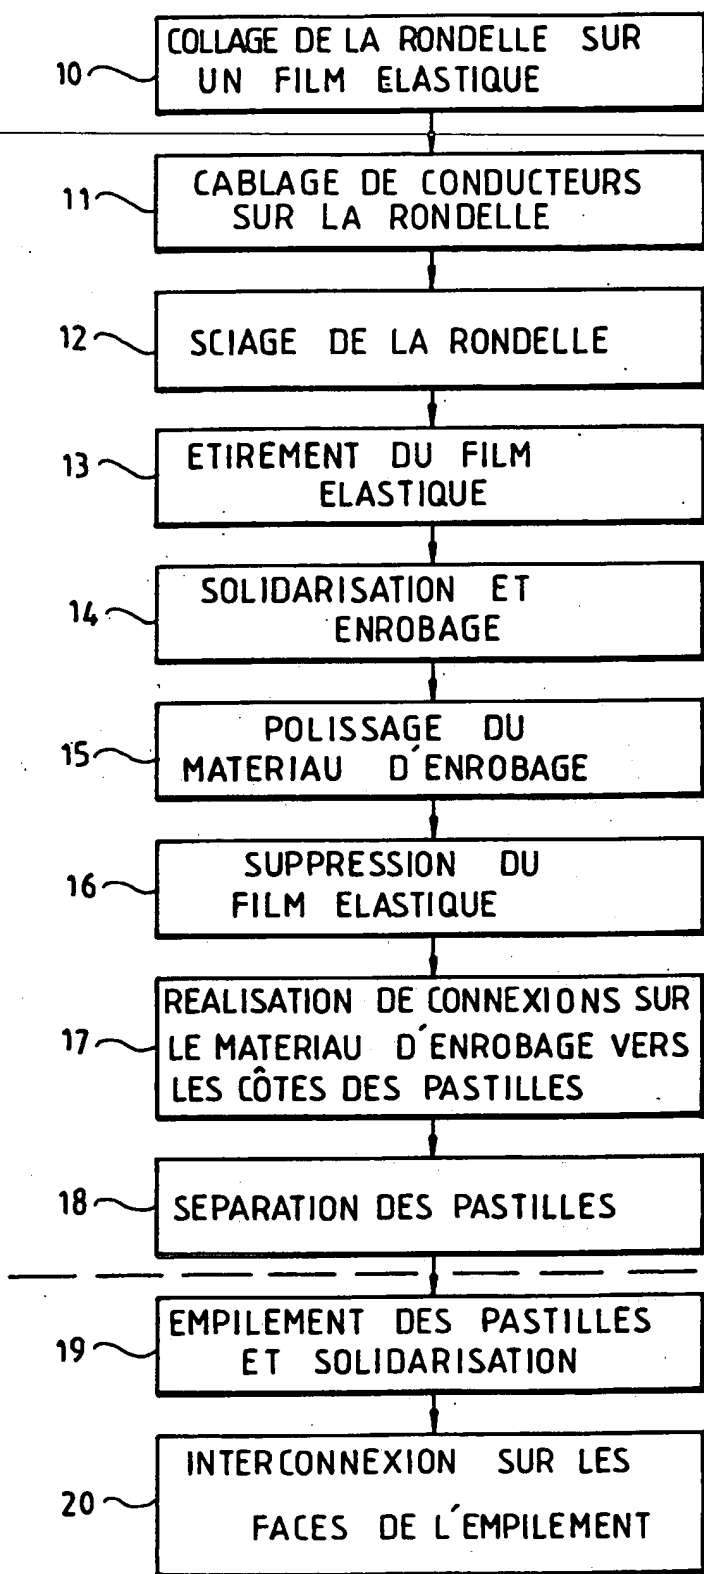 10
COLLAGE DE LA RONDELLE SUR
UN FILM ELASTIQUE
11
CABLAGE DE CONDUCTEURS
SUR LA RONDELLE
12
SCIAGE DE LA RONDELLE
13
ETIREMENT DU FILM
ELASTIQUE
14
SOLIDARISATION ET
ENROBAGE
15
POLISSAGE DU
MATERIAU D'ENROBAGE
16
SUPPRESSION DU
FILM ELASTIQUE
17
REALISATION DE CONNEXIONS SUR
LE MATERIAU D'ENROBAGE VERS
LES CÔTES DES PASTILLES
18
SEPARATION DES PASTILLES
19
EMPILEMENT DES PASTILLES
ET SOLIDARISATION
20
INTERCONNEXION SUR LES
FACES DE L'EMPILEMENT